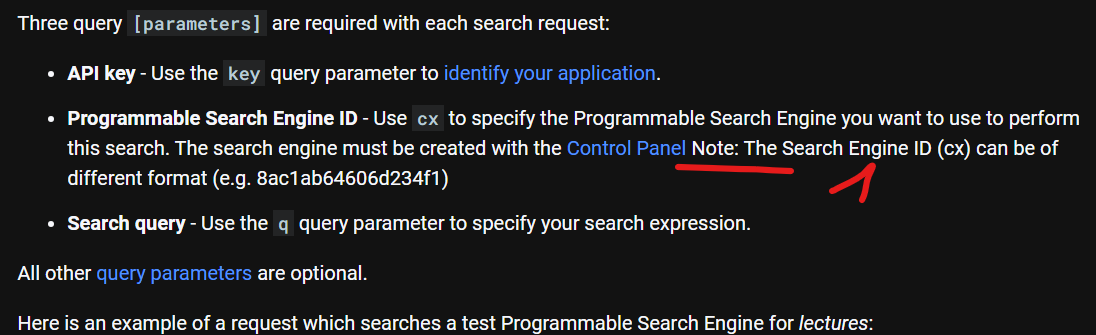 Three query [parameters] are required with each search request:
• API key - Use the key query parameter to identify your application.
• Programmable Search Engine ID - Use cx to specify the Programmable Search Engine you want to use to perform
this search. The search engine must be created with the Control Panel Note: The Search Engine ID (cx) can be of
different format (e.g. 8ac1ab64606d234f1)
• Search query - Use the q query parameter to specify your search expression.
All other query parameters are optional.
Here is an example of a request which searches a test Programmable Search Engine for lectures: